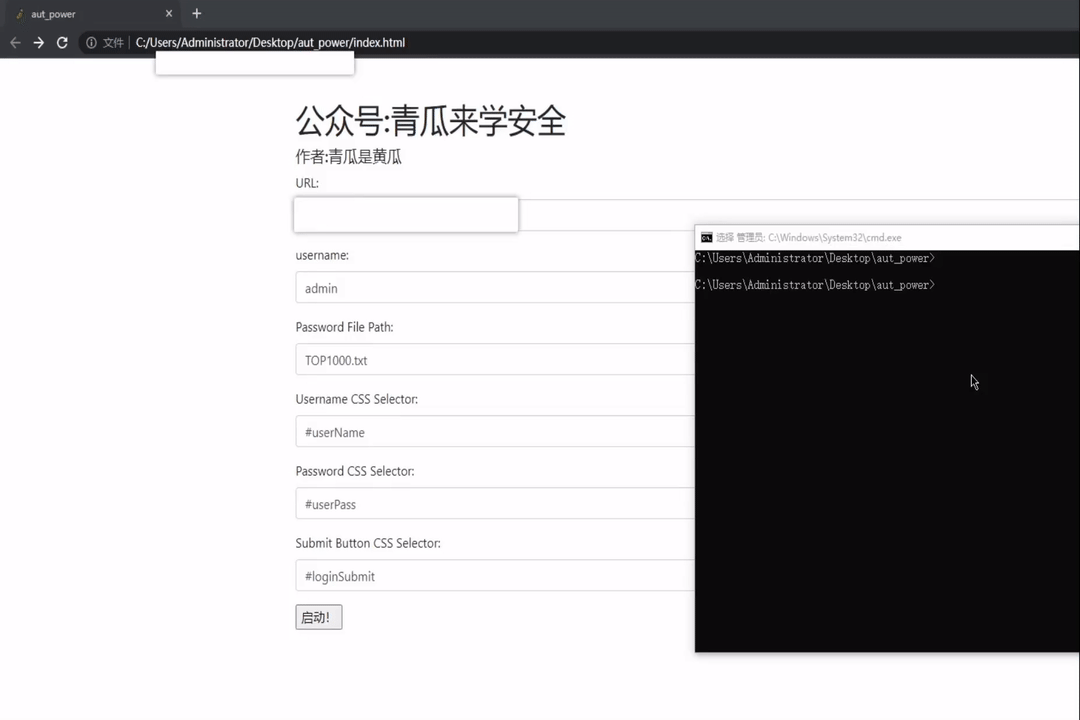 aut_power
文件
C:/Users/Administrator/Desktop/aut_power/index.html
公众号:青瓜来学安全
作者:青瓜是黄瓜
URL:
username:
admin
Password File Path:
TOP1000.txt
Username CSS Selector:
#userName
Password CSS Selector:
#userPass
Submit Button CSS Selector:
#loginSubmit
启动!
选择 管理员: C:\Windows\System32\cmd.exe
C:\Users\Administrator\Desktop\aut_power>
C:\Users\Administrator\Desktop\aut_power>